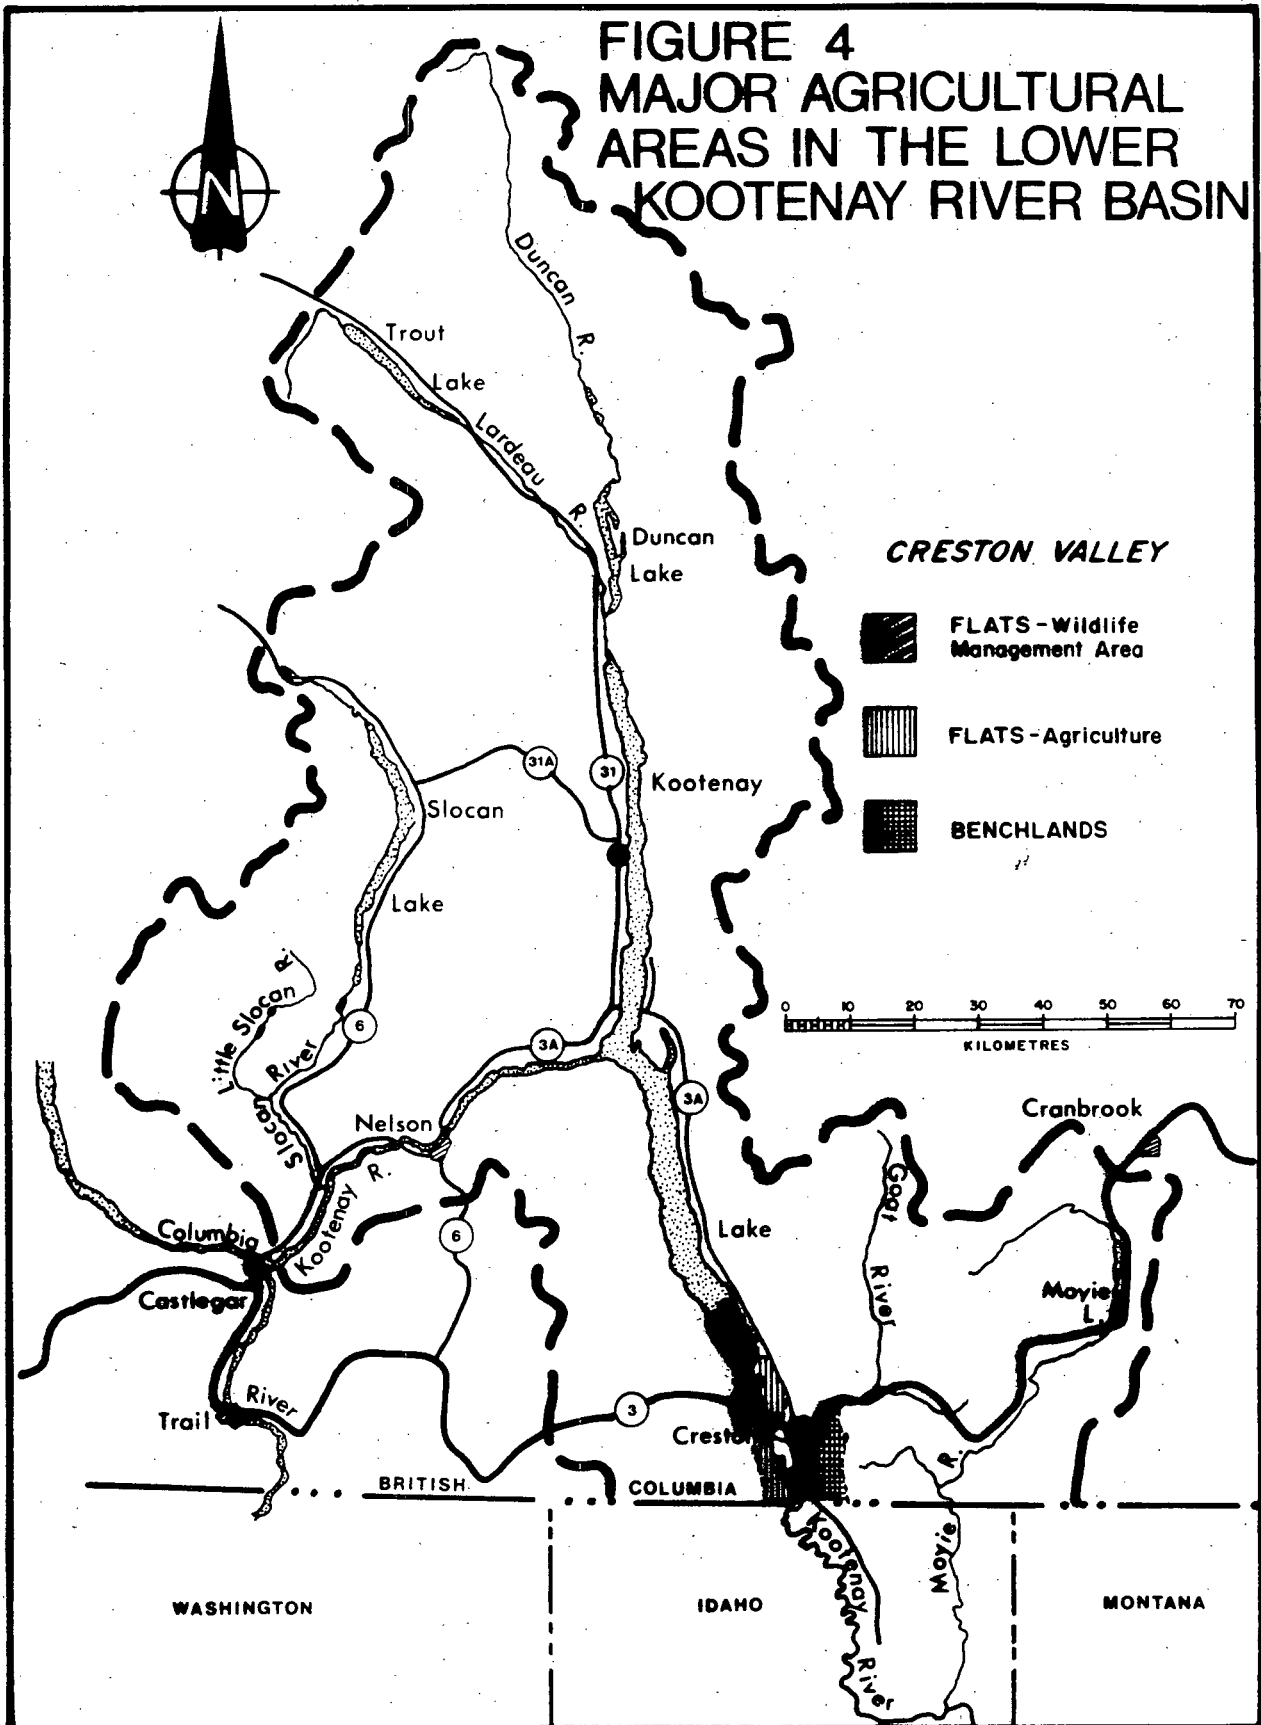 FIGURE 4
MAJOR AGRICULTURAL
AREAS IN THE LOWER
KOOTENAY RIVER BASIN
N
Duncan R.
Trout
Lake
Lardeau R.
Duncan
Lake
CRESTON VALLEY
FLATS-Wildlife
Management Area
FLATS-Agriculture
BENCHLANDS
31A
31
Kootenay
Slocan
Lake
Little Slocan R.
6
Slocan River
3A
3A
0 10 20 30 40 50 60 70
KILOMETRES
Nelson
Cranbrook
Kootenay R.
Goat River
6
Lake
Columbia
Castlegar
Moyie
L.
River
Trail
3
Creston
BRITISH
COLUMBIA
Moyie R.
Kootenay River
WASHINGTON
IDAHO
MONTANA